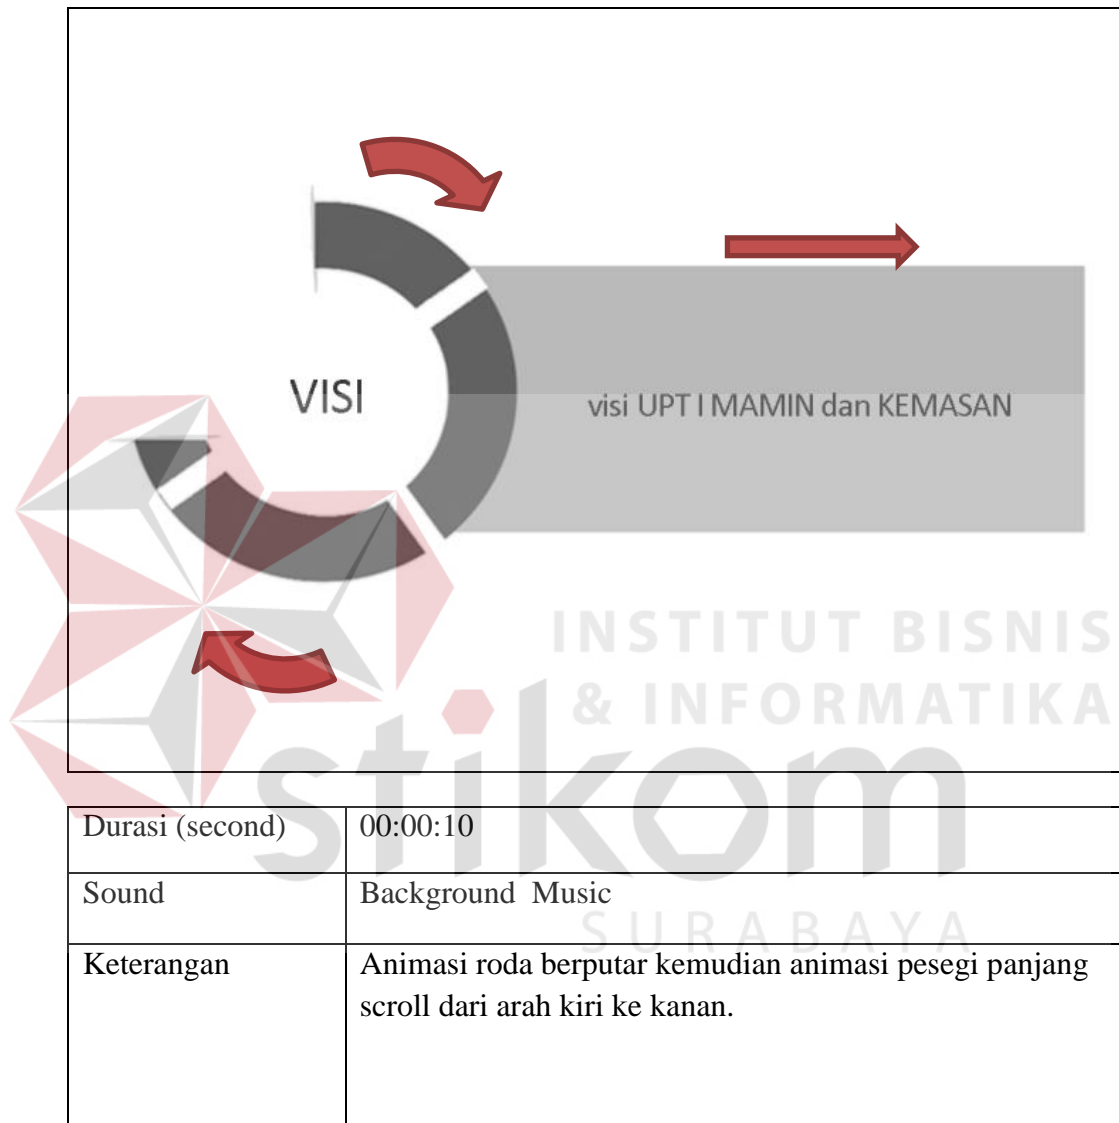 VISI
visi UPT I MAMIN dan KEMASAN
INSTITUT BISNIS
& INFORMATIKA
stikom
SURABAYA
Durasi (second) 00:00:10
Sound Background Music
Keterangan Animasi roda berputar kemudian animasi pesegi panjang
scroll dari arah kiri ke kanan.